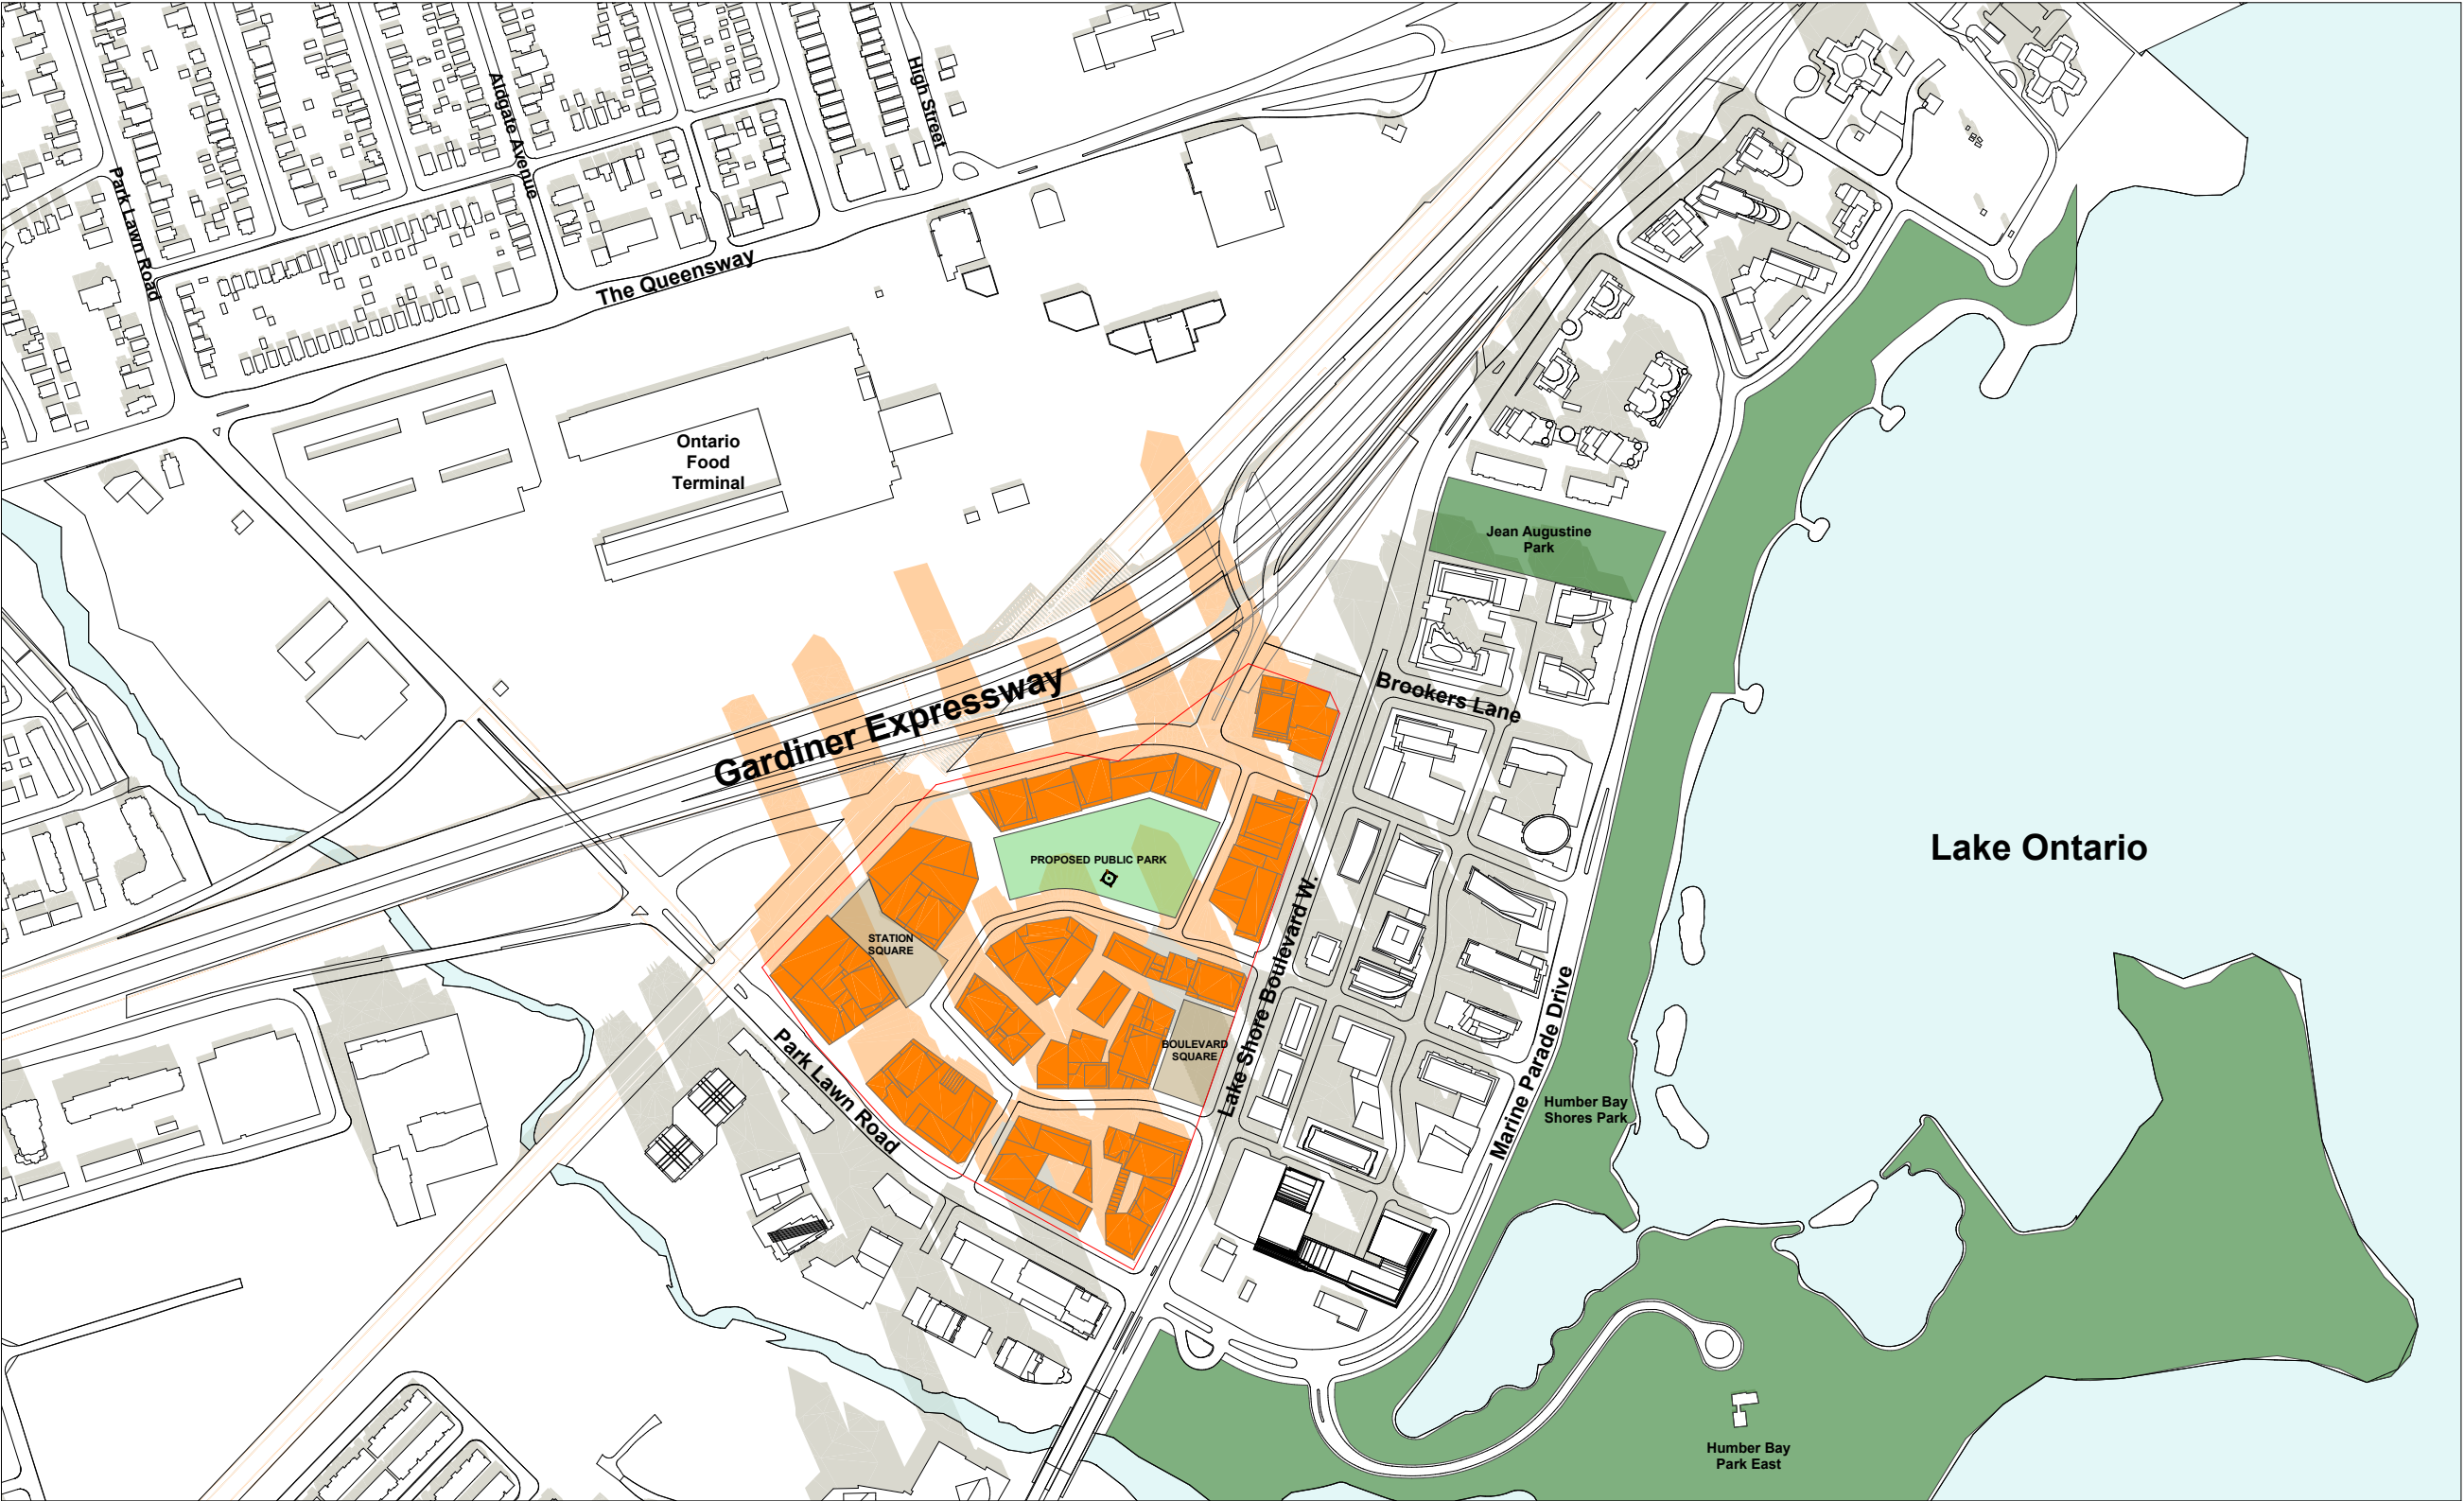 High Street
Aldgate Avenue
Park Lawn Road
The Queensway
Ontario
Food
Terminal
Jean Augustine
Park
Brookers Lane
Gardiner Expressway
PROPOSED PUBLIC PARK
Lake Ontario
STATION
SQUARE
Lake Shore Boulevard W.
BOULEVARD
SQUARE
Park Lawn Road
Marine Parade Drive
Humber Bay
Shores Park
Humber Bay
Park East